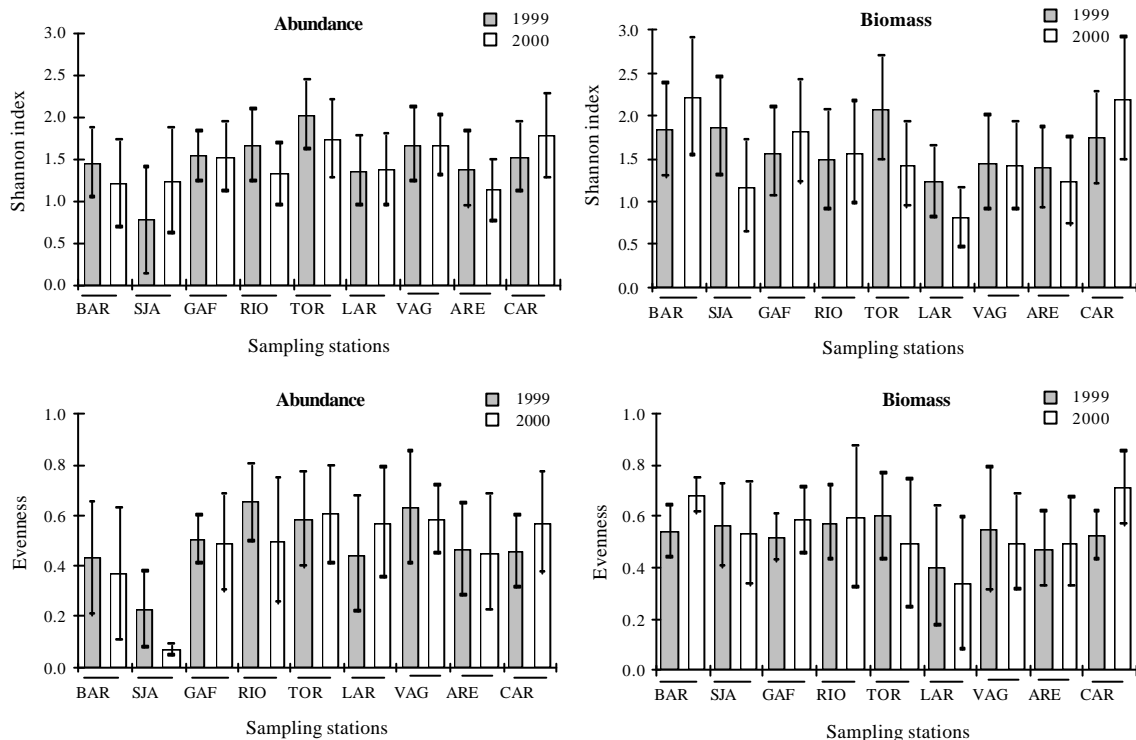 Abundance
1999
2000
Shannon index
3.0
2.5
2.0
1.5
1.0
0.5
0.0
BAR SJA GAF RIO TOR LAR VAG ARE CAR
Sampling stations
Biomass
1999
2000
Shannon index
3.0
2.5
2.0
1.5
1.0
0.5
0.0
BAR SJA GAF RIO TOR LAR VAG ARE CAR
Sampling stations
Abundance
1999
2000
Evenness
1.0
0.8
0.6
0.4
0.2
0.0
BAR SJA GAF RIO TOR LAR VAG ARE CAR
Sampling stations
Biomass
1999
2000
Evenness
1.0
0.8
0.6
0.4
0.2
0.0
BAR SJA GAF RIO TOR LAR VAG ARE CAR
Sampling stations